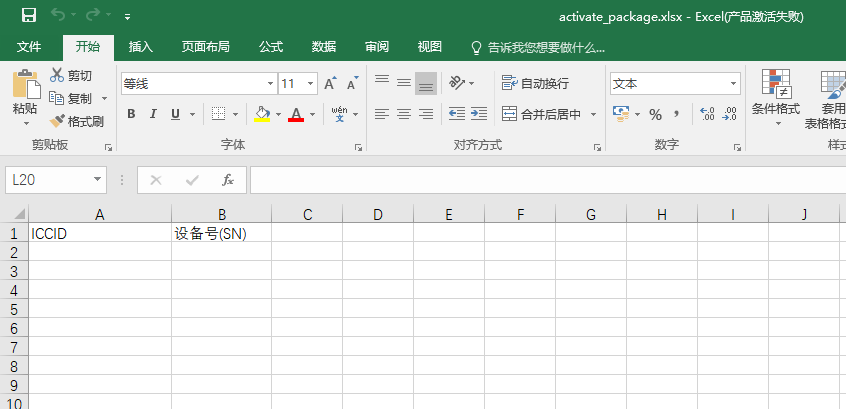 activate_package.xlsx - Excel(产品激活失败)
文件 开始 插入 页面布局 公式 数据 审阅 视图 告诉我您想要做什么...
粘贴 剪切 复制 格式刷
等线 11 A A
B I U A wén 文
自动换行
合并后居中
文本
% , .0 .00 .00 .0
条件格式 套用
表格格式
剪贴板 字体 对齐方式 数字
L20 fx
A B C D E F G H I J
1 ICCID 设备号(SN)
2
3
4
5
6
7
8
9
10